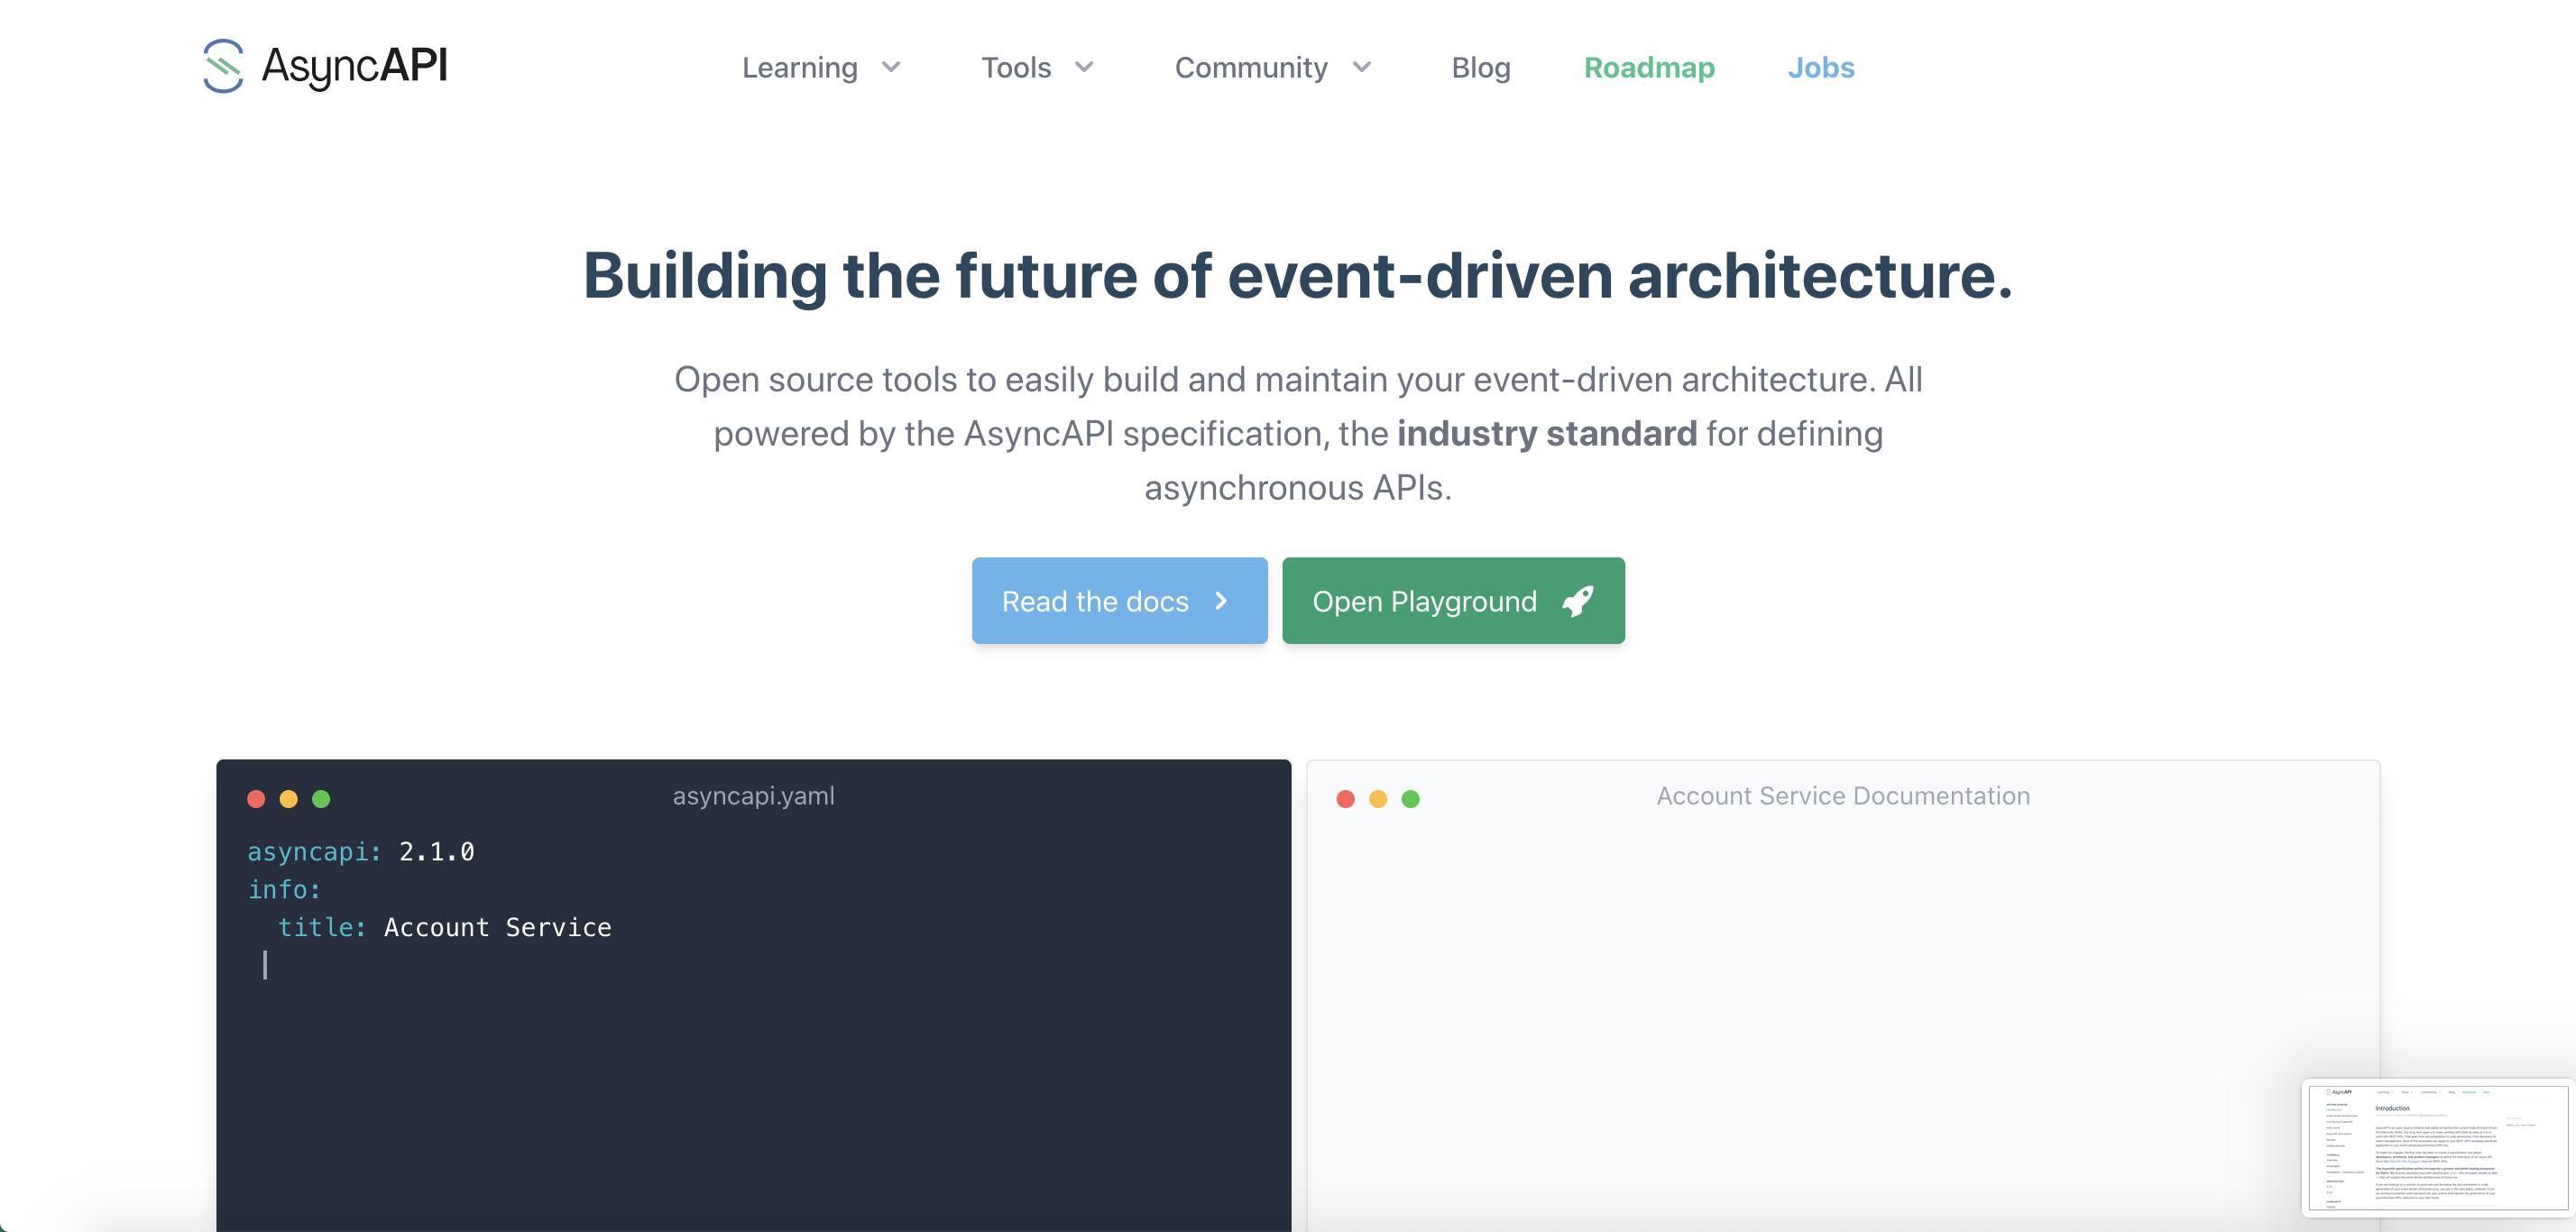 AsyncAPI
Learning Tools Community Blog Roadmap Jobs
Building the future of event-driven architecture.
Open source tools to easily build and maintain your event-driven architecture. All
powered by the AsyncAPI specification, the industry standard for defining
asynchronous APIs.
Read the docs
Open Playground
asyncapi.yaml
asyncapi: 2.1.0
info:
title: Account Service
Account Service Documentation
AsyncAPI
Introduction